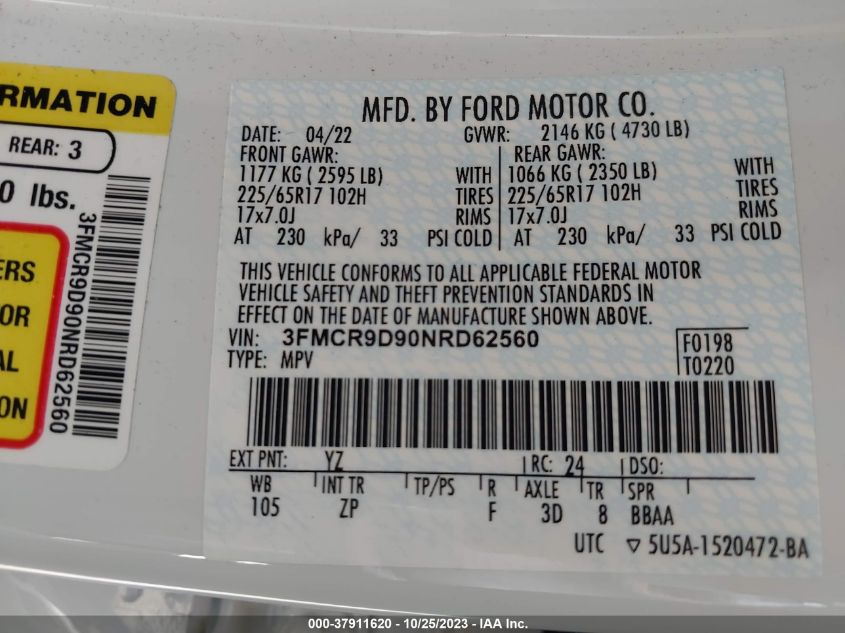 RMATION
REAR: 3
0 lbs.
ERS
OR
AL
ON
3FMCR9D90NRD62560
MFD. BY FORD MOTOR CO.
DATE: 04/22 GVWR: 2146 KG ( 4730 LB)
FRONT GAWR: REAR GAWR:
1177 KG ( 2595 LB) WITH 1066 KG ( 2350 LB) WITH
225/65R17 102H TIRES 225/65R17 102H TIRES
17x7.0J RIMS 17x7.0J RIMS
AT 230 kPa/ 33 PSI COLD AT 230 kPa/ 33 PSI COLD
THIS VEHICLE CONFORMS TO ALL APPLICABLE FEDERAL MOTOR
VEHICLE SAFETY AND THEFT PREVENTION STANDARDS IN
EFFECT ON THE DATE OF MANUFACTURE SHOWN ABOVE.
VIN: 3FMCR9D90NRD62560 F0198
TYPE: MPV T0220
EXT PNT: YZ RC: 24 DSO:
WB INT TR TP/PS R AXLE TR SPR
105 ZP F 3D 8 BBAA
UTC ▽ 5U5A-1520472-BA
000-37911620 - 10/25/2023 - IAA Inc.